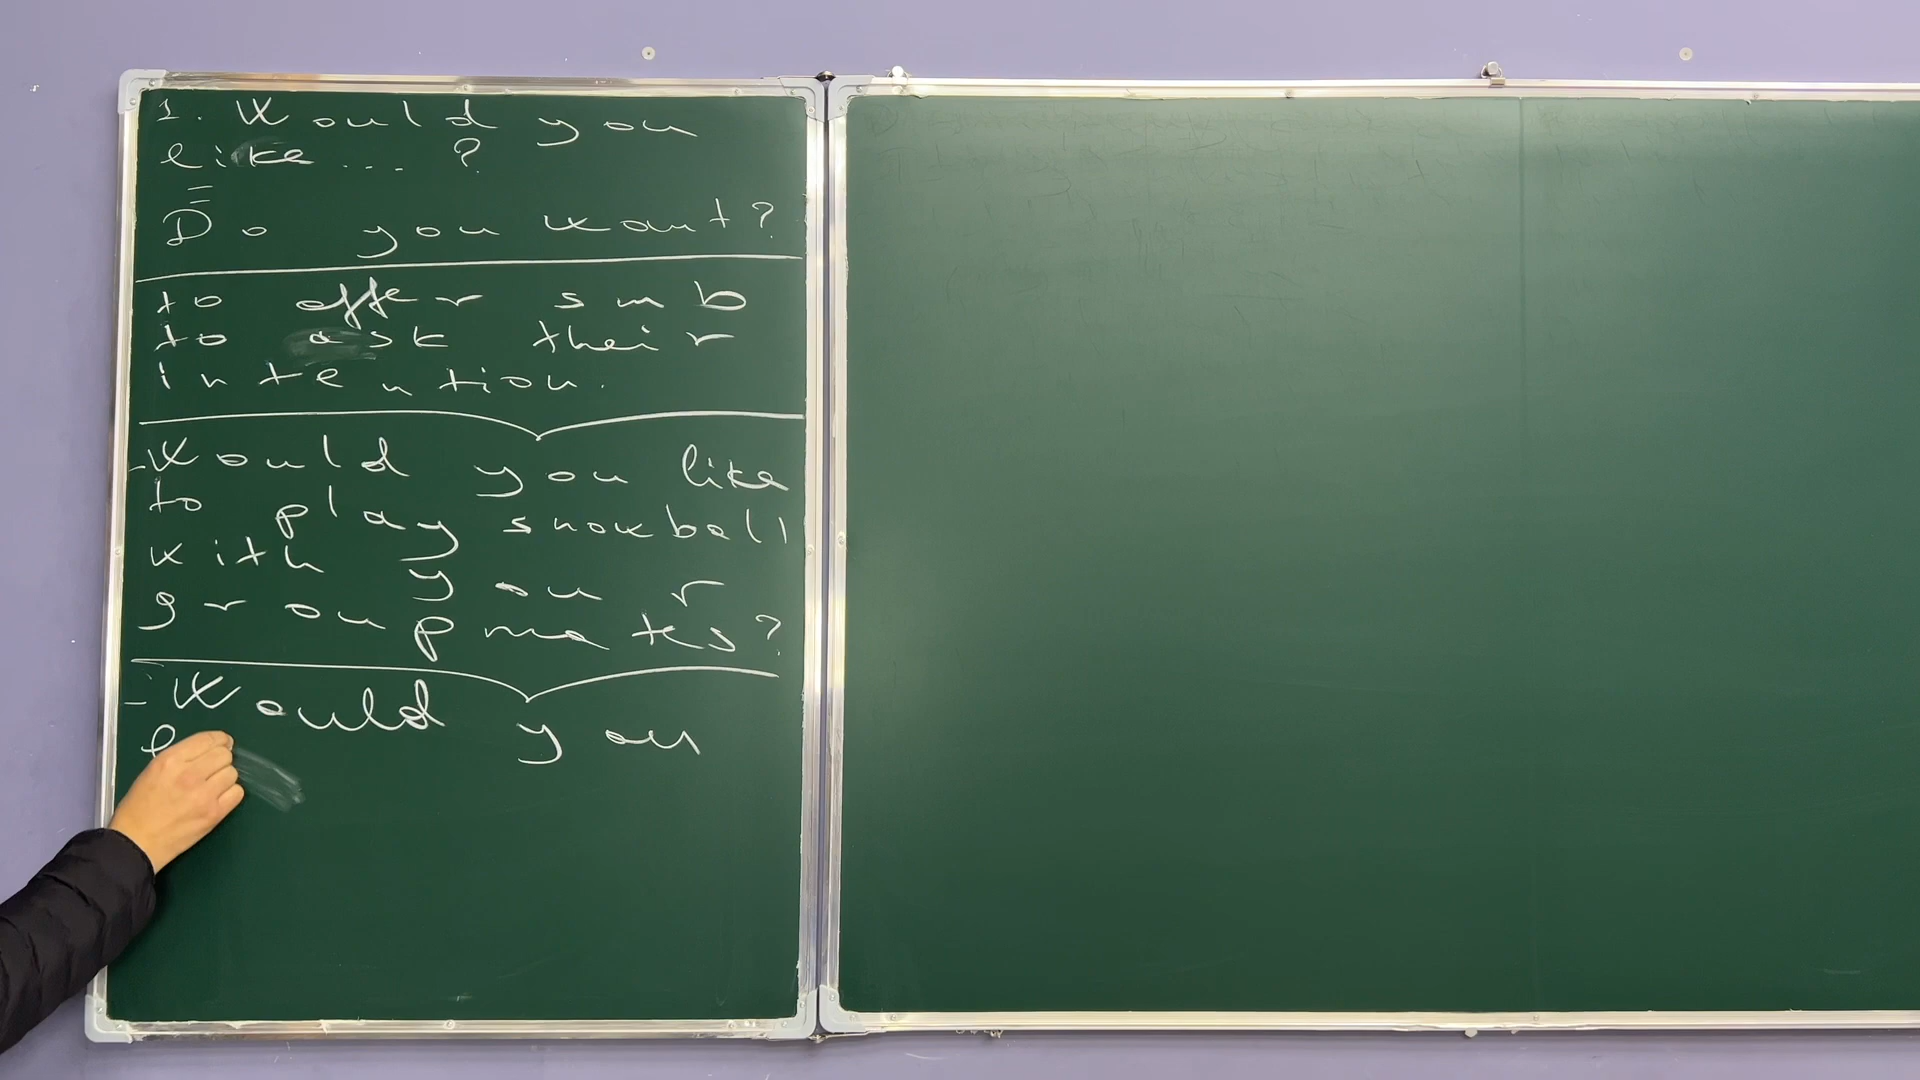 1. Would you
like... ?
=
Do you want?
to offer smb
to ask their
intention.
- Would you like
to play snowball
with your
groupmates?
- Would you